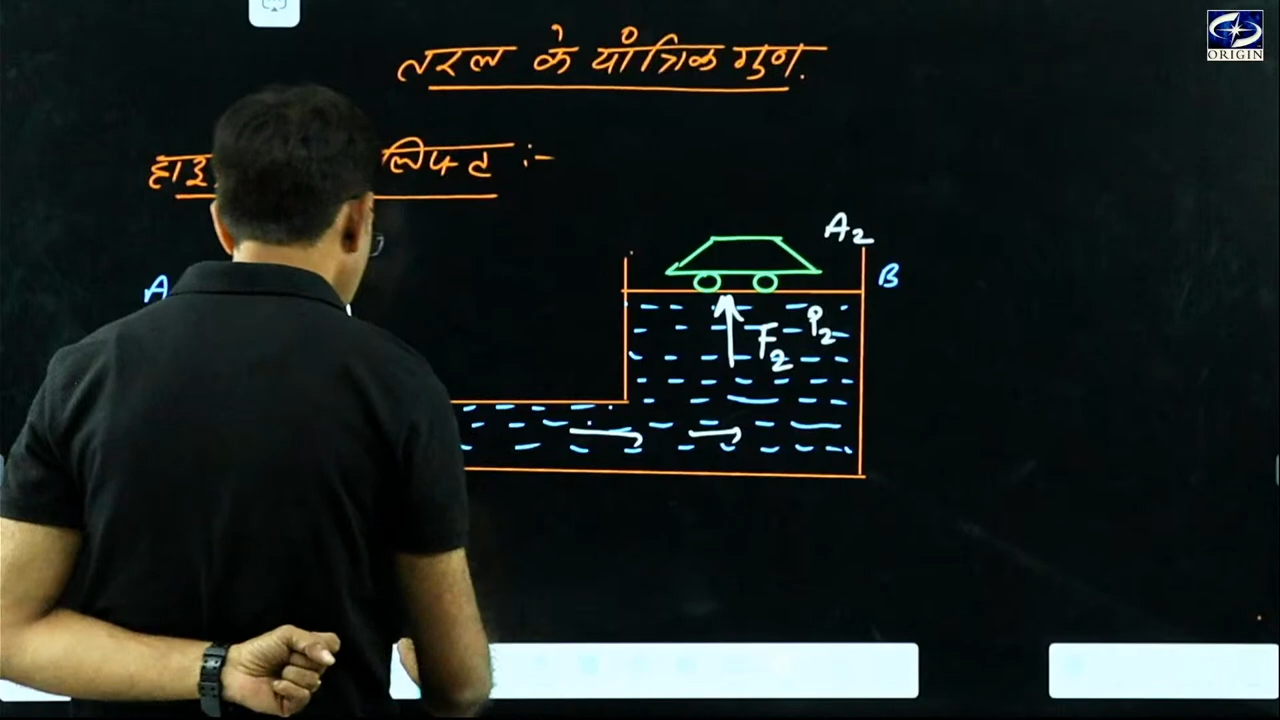 तरल के यांत्रिक गुण.
हाइ लिफ्ट :-
A₂
A B
P₂
F₂
ORIGIN